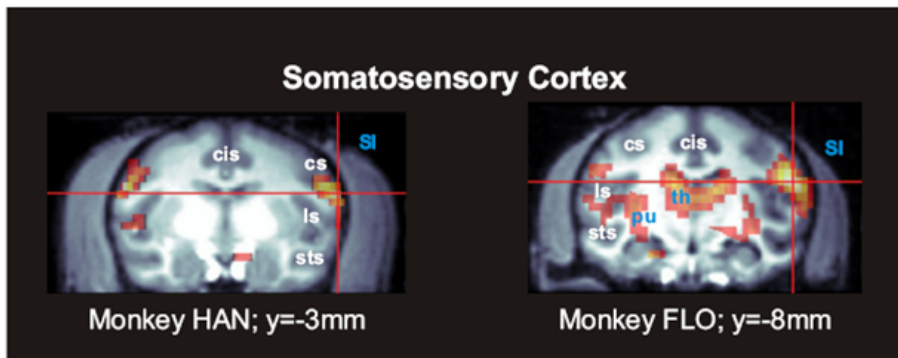 Somatosensory Cortex
cis
cs
SI
ls
sts
cs
cis
SI
ls
th
pu
sts
Monkey HAN; y=-3mm
Monkey FLO; y=-8mm